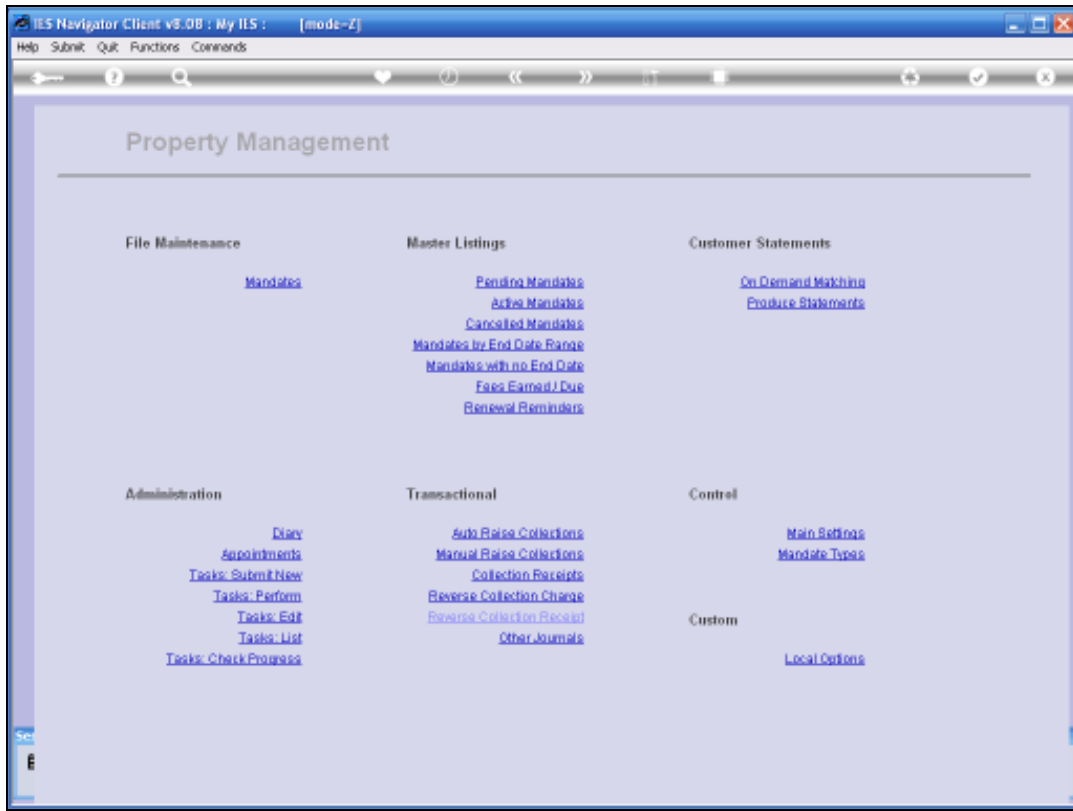 IES Navigator Client v8.08 : My IES : [mode=Z]
Help Submit Quit Functions Commands
Property Management
File Maintenance
Mandates
Master Listings
Pending Mandates
Active Mandates
Cancelled Mandates
Mandates by End Date Range
Mandates with no End Date
Fees Earned / Due
Renewal Reminders
Customer Statements
On Demand Matching
Produce Statements
Administration
Diary
Appointments
Tasks: Submit New
Tasks: Perform
Tasks: Edit
Tasks: List
Tasks: Check Progress
Transactional
Auto Raise Collections
Manual Raise Collections
Collection Receipts
Reverse Collection Charge
Reverse Collection Receipt
Other Journals
Control
Main Settings
Mandate Types
Custom
Local Options